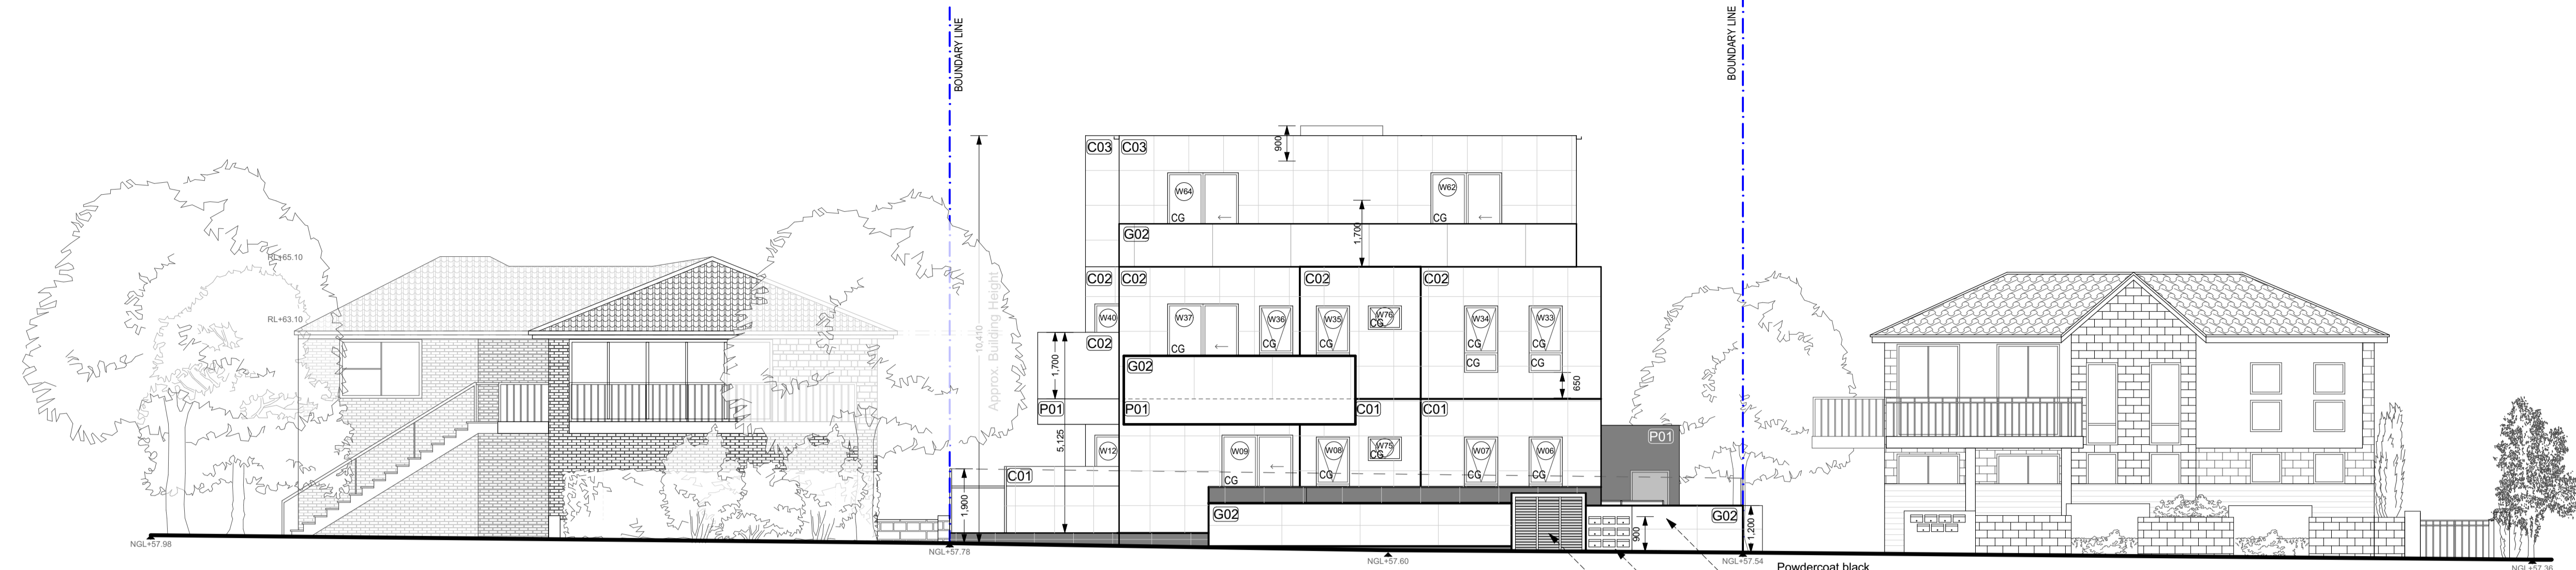 BOUNDARY LINE
BOUNDARY LINE
C03
C03
900
W64
CG
W62
CG
G02
1,700
RL+65.10
RL+63.10
10,410
Approx. Building Height
C02
C02
C02
C02
W40
W37
CG
W36
CG
W35
CG
W76
CG
W34
CG
CG
W33
CG
CG
C02
1,700
G02
650
P01
P01
C01
C01
P01
5,125
W12
W09
CG
W08
CG
W75
CG
W07
CG
W06
CG
C01
1,900
G02
G02
900
1,200
NGL+57.98
NGL+57.78
NGL+57.60
NGL+57.54
Powdercoat black
NGL+57.36